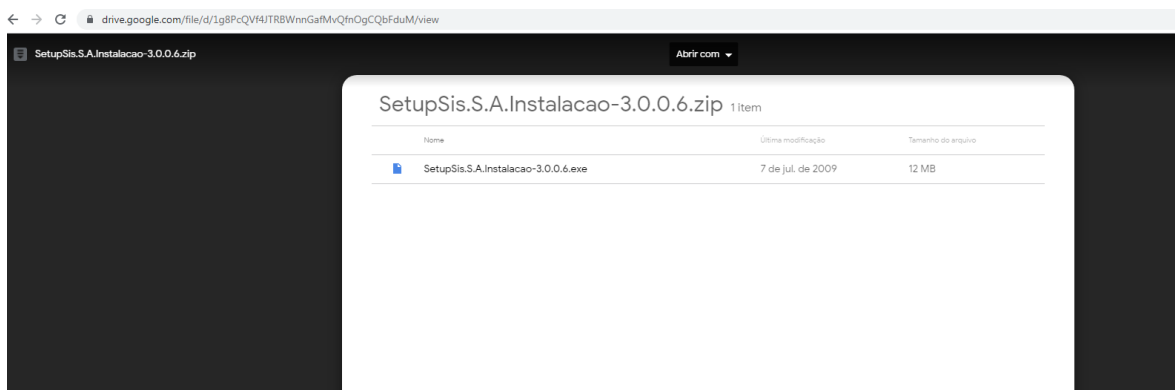 drive.google.com/file/d/1g8PcQVf4JTRBWnnGafMvQfnOgCQbFduM/view
SetupSis.S.A.Instalacao-3.0.0.6.zip
Abrir com
SetupSis.S.A.Instalacao-3.0.0.6.zip 1 item
Nome Última modificação Tamanho do arquivo
SetupSis.S.A.Instalacao-3.0.0.6.exe 7 de jul. de 2009 12 MB